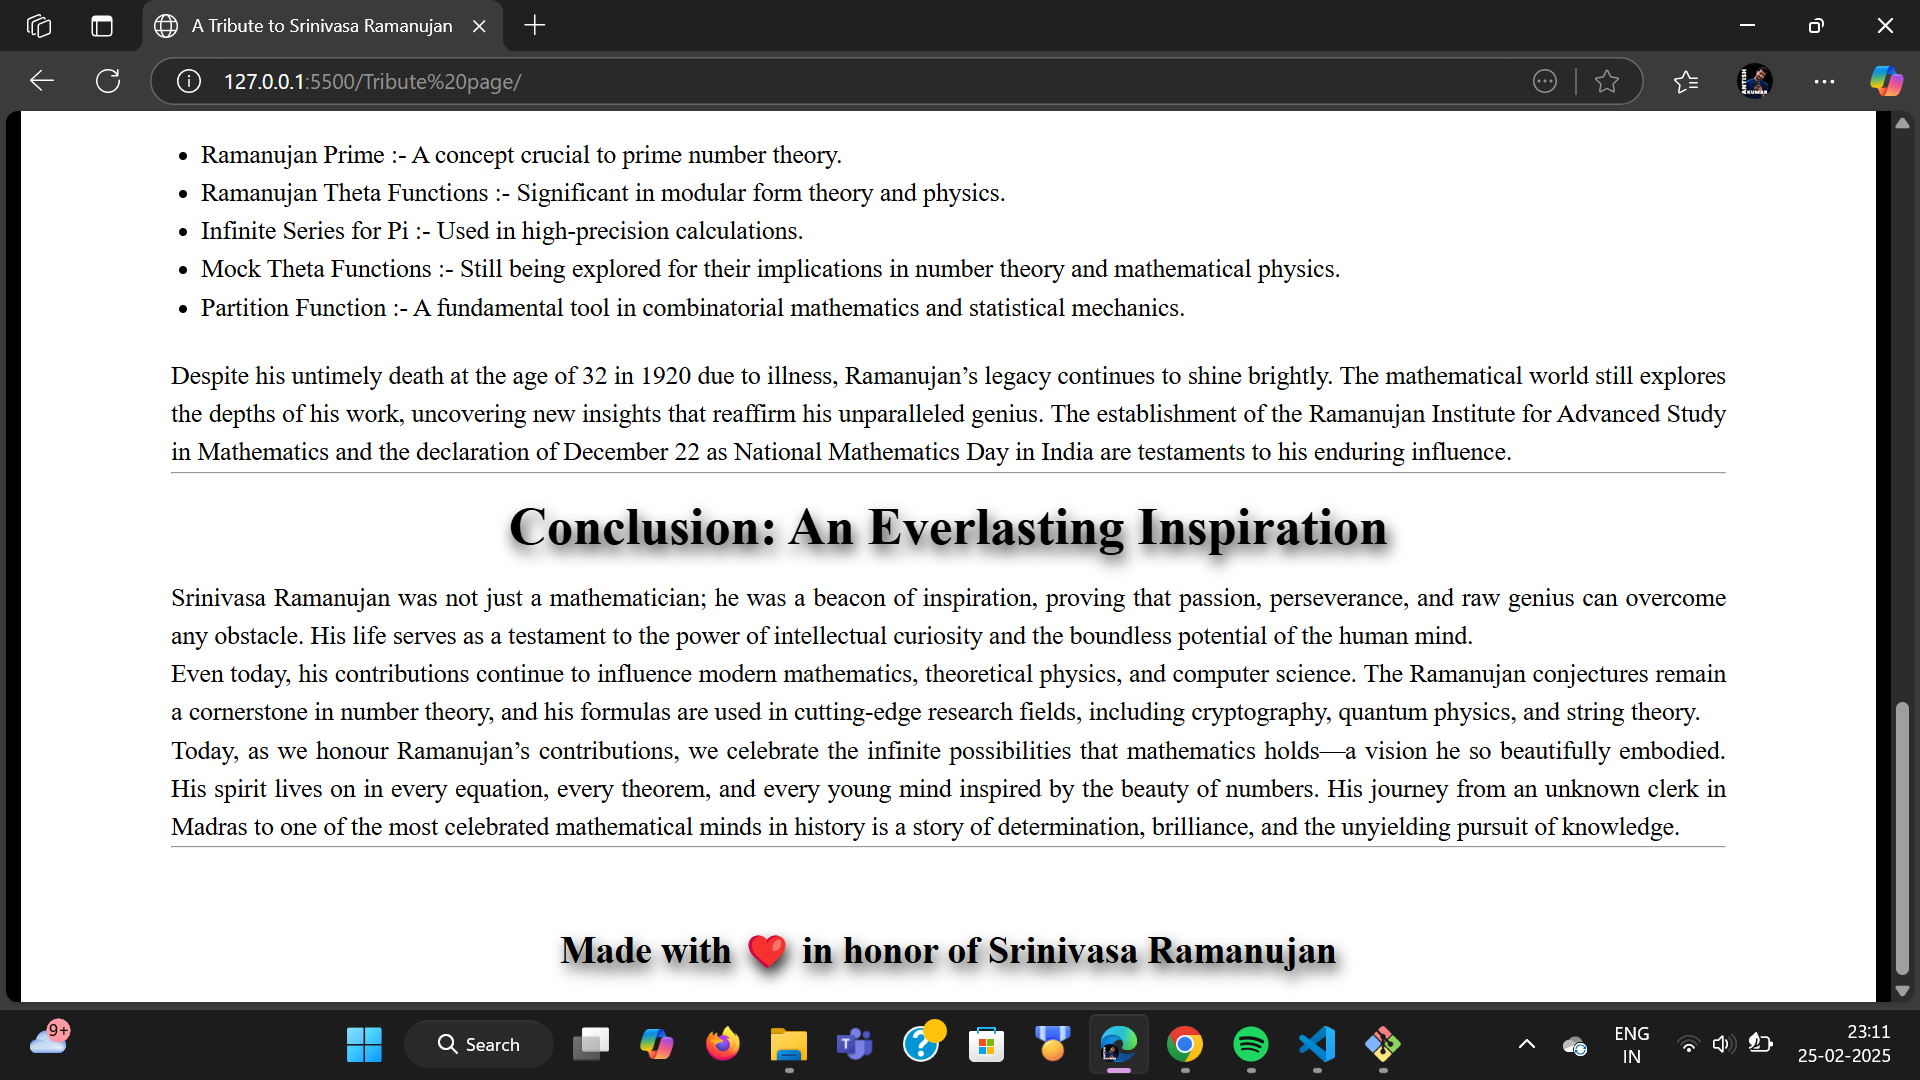 A Tribute to Srinivasa Ramanujan
127.0.0.1:5500/Tribute%20page/
• Ramanujan Prime :- A concept crucial to prime number theory.
• Ramanujan Theta Functions :- Significant in modular form theory and physics.
• Infinite Series for Pi :- Used in high-precision calculations.
• Mock Theta Functions :- Still being explored for their implications in number theory and mathematical physics.
• Partition Function :- A fundamental tool in combinatorial mathematics and statistical mechanics.
Despite his untimely death at the age of 32 in 1920 due to illness, Ramanujan’s legacy continues to shine brightly. The mathematical world still explores
the depths of his work, uncovering new insights that reaffirm his unparalleled genius. The establishment of the Ramanujan Institute for Advanced Study
in Mathematics and the declaration of December 22 as National Mathematics Day in India are testaments to his enduring influence.
Conclusion: An Everlasting Inspiration
Srinivasa Ramanujan was not just a mathematician; he was a beacon of inspiration, proving that passion, perseverance, and raw genius can overcome
any obstacle. His life serves as a testament to the power of intellectual curiosity and the boundless potential of the human mind.
Even today, his contributions continue to influence modern mathematics, theoretical physics, and computer science. The Ramanujan conjectures remain
a cornerstone in number theory, and his formulas are used in cutting-edge research fields, including cryptography, quantum physics, and string theory.
Today, as we honour Ramanujan’s contributions, we celebrate the infinite possibilities that mathematics holds—a vision he so beautifully embodied.
His spirit lives on in every equation, every theorem, and every young mind inspired by the beauty of numbers. His journey from an unknown clerk in
Madras to one of the most celebrated mathematical minds in history is a story of determination, brilliance, and the unyielding pursuit of knowledge.
Made with ❤️ in honor of Srinivasa Ramanujan
9+
Search
ENG
IN
23:11
25-02-2025